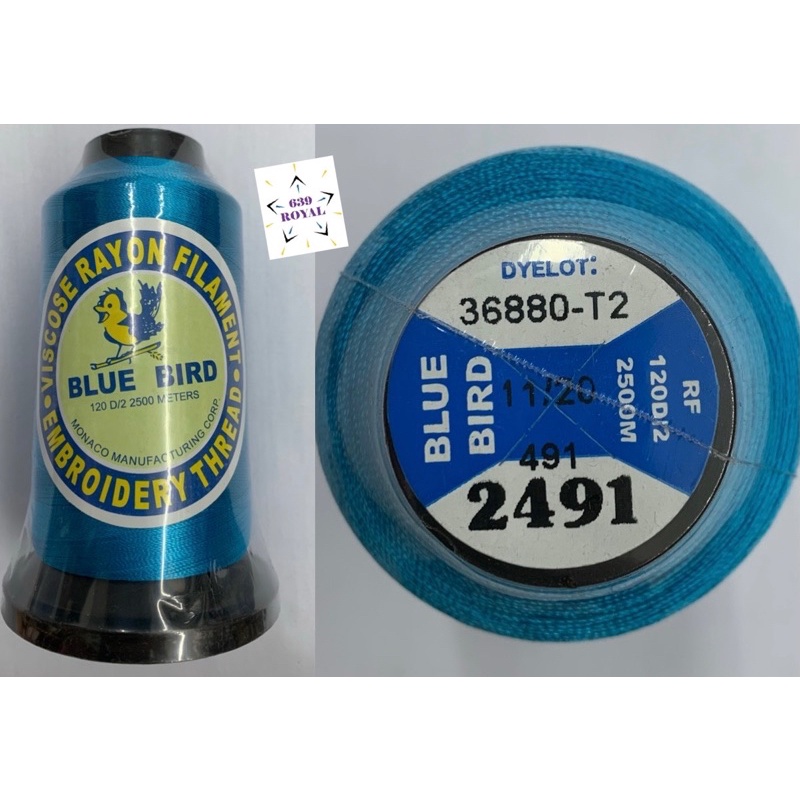 639
ROYAL
VISCOSE RAYON FILAMENT
BLUE BIRD
120 D/2 2500 METERS
MONACO MANUFACTURING CORP.
EMBROIDERY THREAD
DYELOT:
36880-T2
BLUE
BIRD
11/20
RF
120D/2
2500M
491
2491